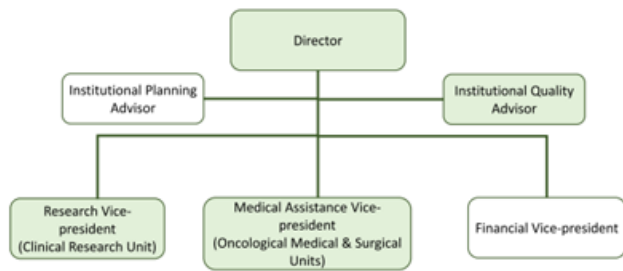 Director
Institutional Planning
Advisor
Institutional Quality
Advisor
Research Vice-
president
(Clinical Research Unit)
Medical Assistance Vice-
president
(Oncological Medical & Surgical
Units)
Financial Vice-president